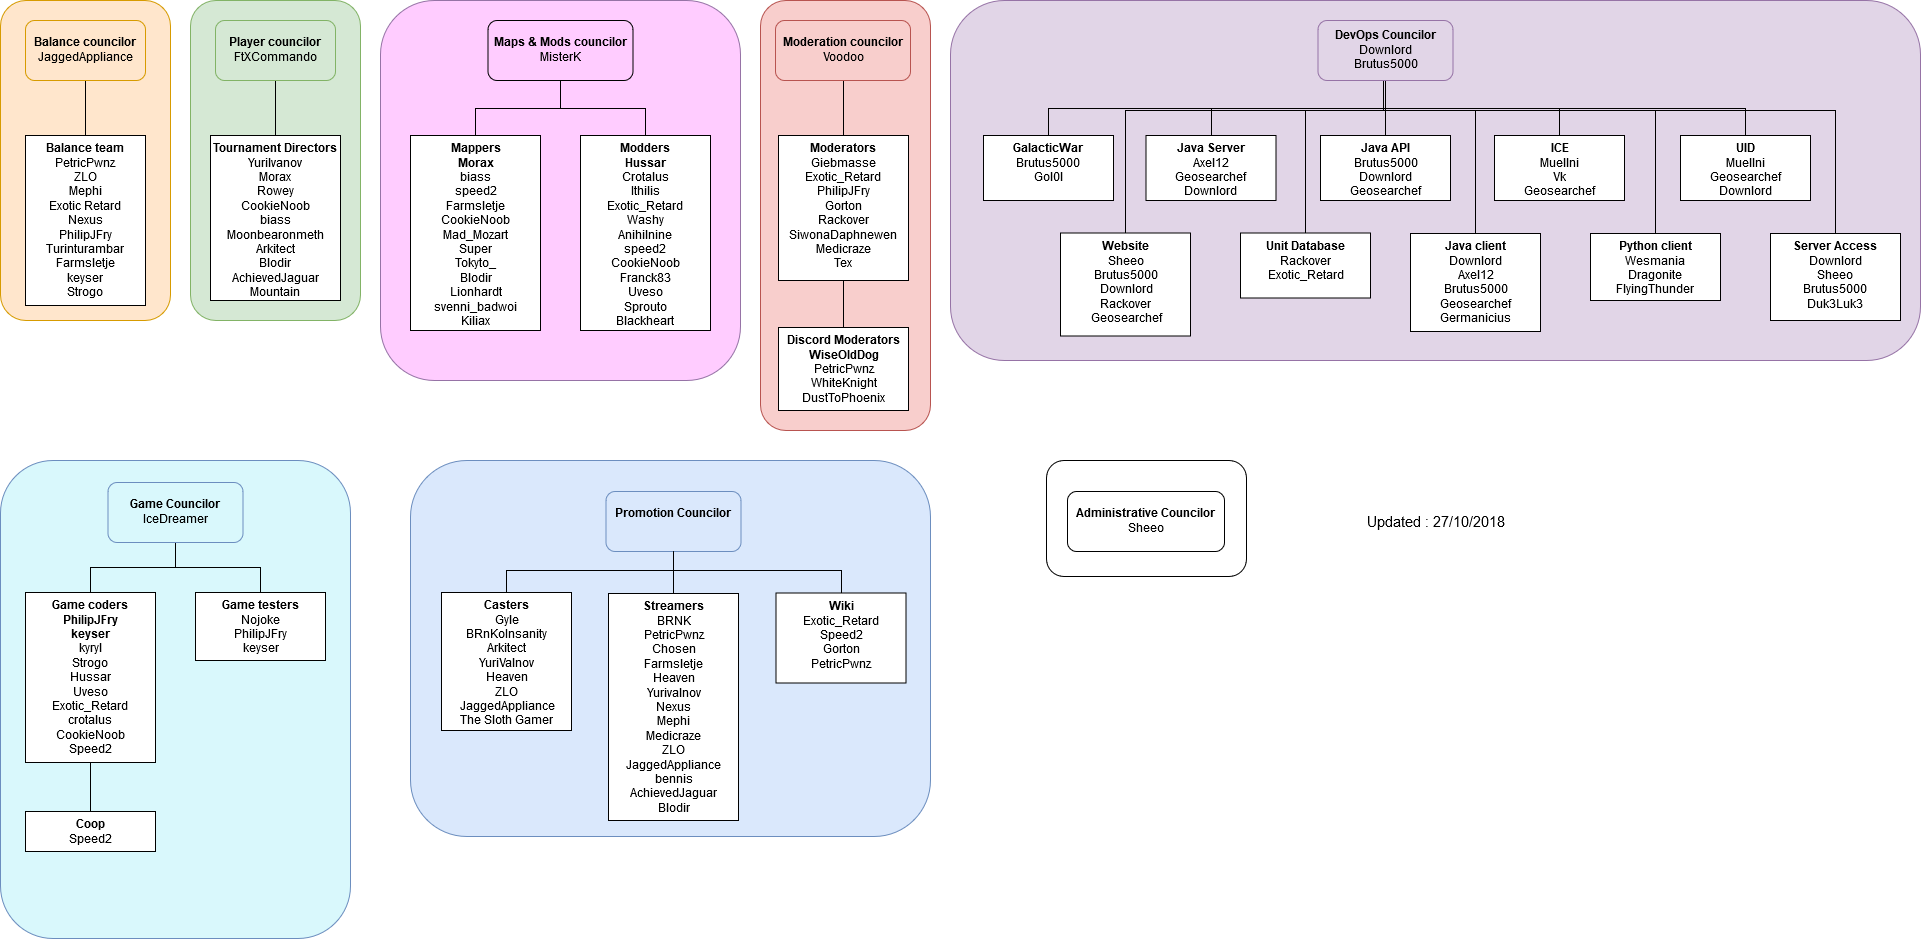 Balance councilor
JaggedAppliance
Balance team
PetricPwnz
ZLO
Mephi
Exotic Retard
Nexus
PhilipJFry
Turinturambar
Farmsletje
keyser
Strogo
Player councilor
FtXCommando
Tournament Directors
YuriIvanov
Morax
Rowey
CookieNoob
biass
Moonbearonmeth
Arkitect
Blodir
AchievedJaguar
Mountain
Maps & Mods councilor
MisterK
Mappers
Morax
biass
speed2
Farmsletje
CookieNoob
Mad_Mozart
Super
Tokyto_
Blodir
Lionhardt
svenni_badwoi
Kiliax
Modders
Hussar
Crotalus
Ithilis
Exotic_Retard
Washy
Anihilnine
speed2
CookieNoob
Franck83
Uveso
Sprouto
Blackheart
Moderation councilor
Voodoo
Moderators
Giebmasse
Exotic_Retard
PhilipJFry
Gorton
Rackover
SiwonaDaphnewen
Medicraze
Tex
Discord Moderators
WiseOldDog
PetricPwnz
WhiteKnight
DustToPhoenix
DevOps Councilor
Downlord
Brutus5000
GalacticWar
Brutus5000
Gol0l
Java Server
Axel12
Geosearchef
Downlord
Java API
Brutus5000
Downlord
Geosearchef
ICE
Muellni
Vk
Geosearchef
UID
Muellni
Geosearchef
Downlord
Website
Sheeo
Brutus5000
Downlord
Rackover
Geosearchef
Unit Database
Rackover
Exotic_Retard
Java client
Downlord
Axel12
Brutus5000
Geosearchef
Germanicius
Python client
Wesmania
Dragonite
FlyingThunder
Server Access
Downlord
Sheeo
Brutus5000
Duk3Luk3
Game Councilor
IceDreamer
Game coders
PhilipJFry
keyser
kyryl
Strogo
Hussar
Uveso
Exotic_Retard
crotalus
CookieNoob
Speed2
Coop
Speed2
Game testers
Nojoke
PhilipJFry
keyser
Promotion Councilor
Casters
Gyle
BRnKoInsanity
Arkitect
YuriValnov
Heaven
ZLO
JaggedAppliance
The Sloth Gamer
Streamers
BRNK
PetricPwnz
Chosen
Farmsletje
Heaven
Yurivalnov
Nexus
Mephi
Medicraze
ZLO
JaggedAppliance
bennis
AchievedJaguar
Blodir
Wiki
Exotic_Retard
Speed2
Gorton
PetricPwnz
Administrative Councilor
Sheeo
Updated : 27/10/2018